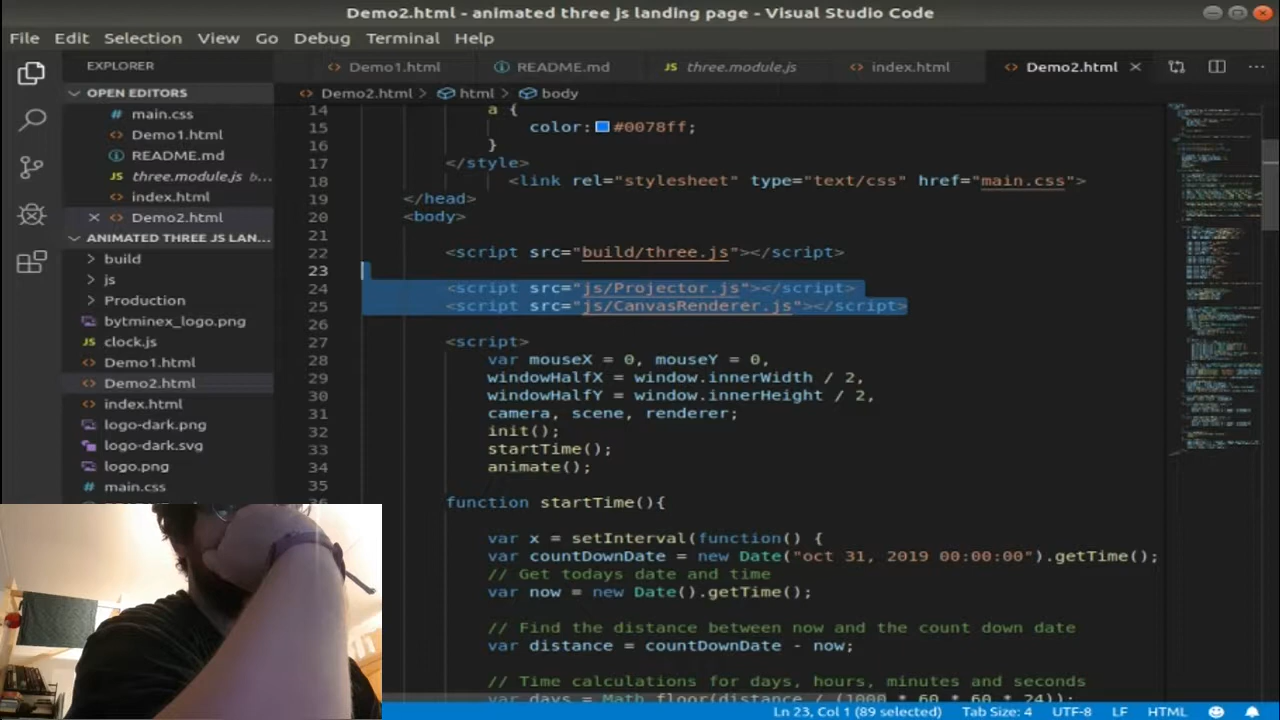 Demo2.html - animated three js landing page - Visual Studio Code
File Edit Selection View Go Debug Terminal Help
EXPLORER
OPEN EDITORS
main.css
Demo1.html
README.md
three.module.js b...
index.html
Demo2.html
ANIMATED THREE JS LAN...
build
js
Production
bytminex_logo.png
clock.js
Demo1.html
Demo2.html
index.html
logo-dark.png
logo-dark.svg
logo.png
main.css
Demo1.html README.md three.module.js index.html Demo2.html
Demo2.html > html > body
14 a {
15 color: #0078ff;
16 }
17 </style>
18 <link rel="stylesheet" type="text/css" href="main.css">
19 </head>
20 <body>
21
22 <script src="build/three.js"></script>
23
24 <script src="js/Projector.js"></script>
25 <script src="js/CanvasRenderer.js"></script>
26
27 <script>
28 var mouseX = 0, mouseY = 0,
29 windowHalfX = window.innerWidth / 2,
30 windowHalfY = window.innerHeight / 2,
31 camera, scene, renderer;
32 init();
33 startTime();
34 animate();
35
function startTime(){
var x = setInterval(function() {
var countDownDate = new Date("oct 31, 2019 00:00:00").getTime();
// Get todays date and time
var now = new Date().getTime();
// Find the distance between now and the count down date
var distance = countDownDate - now;
// Time calculations for days, hours, minutes and seconds
var days = Math.floor(distance / (1000 * 60 * 60 * 24));
Ln 23, Col 1 (89 selected) Tab Size: 4 UTF-8 LF HTML